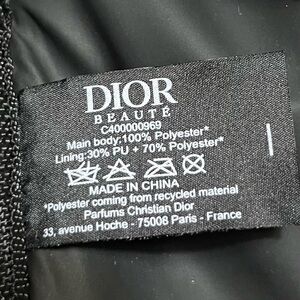 DIOR
BEAUTÉ
C400000969
Main body:100% Polyester*
Lining:30% PU + 70% Polyester*
MADE IN CHINA
*Polyester coming from recycled material
Parfums Christian Dior
33, avenue Hoche - 75008 Paris - France